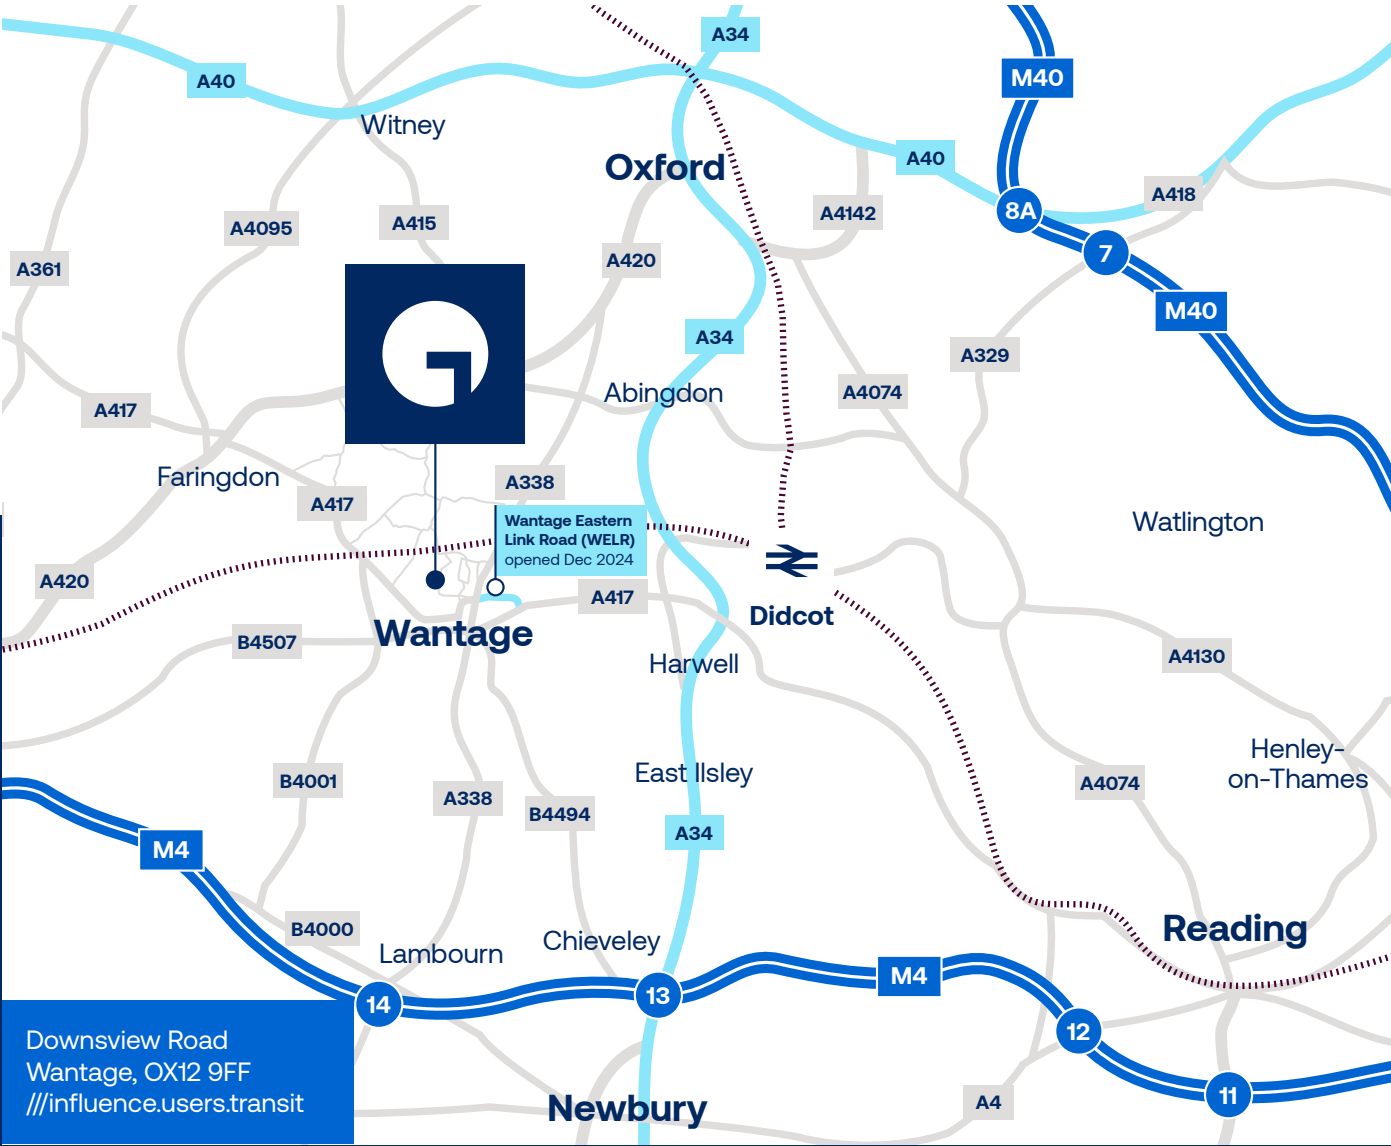 A34
M40
A40
Witney
A40
Oxford
A418
8A
A4142
A4095
A415
7
A420
A361
M40
A34
A329
A4074
Abingdon
A417
Faringdon
A338
A417
Wantage Eastern
Link Road (WELR)
opened Dec 2024
Watlington
A420
A417
Didcot
Wantage
B4507
Harwell
A4130
Henley-
on-Thames
East Ilsley
B4001
A4074
A338
B4494
A34
M4
B4000
Reading
Chieveley
Lambourn
M4
13
14
12
Downsview Road
Wantage, OX12 9FF
///influence.users.transit
11
A4
Newbury